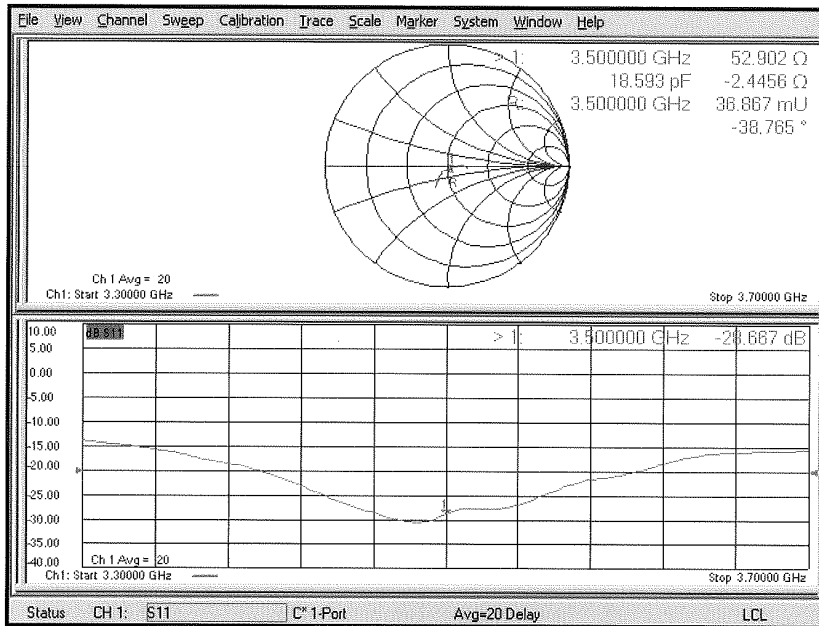 File View Channel Sweep Calibration Trace Scale Marker System Window Help
> 1: 3.500000 GHz 52.902 Ω
18.593 pF -2.4456 Ω
3.500000 GHz 36.867 mU
-38.765 °
Ch 1 Avg = 20
Ch1: Start 3.30000 GHz
Stop 3.70000 GHz
10.00
dB S11
> 1: 3.500000 GHz -28.667 dB
5.00
0.00
-5.00
-10.00
-15.00
-20.00
-25.00
1
-30.00
-35.00
-40.00
Ch 1 Avg = 20
Ch1: Start 3.30000 GHz
Stop 3.70000 GHz
Status CH 1: S11 C* 1-Port Avg=20 Delay LCL